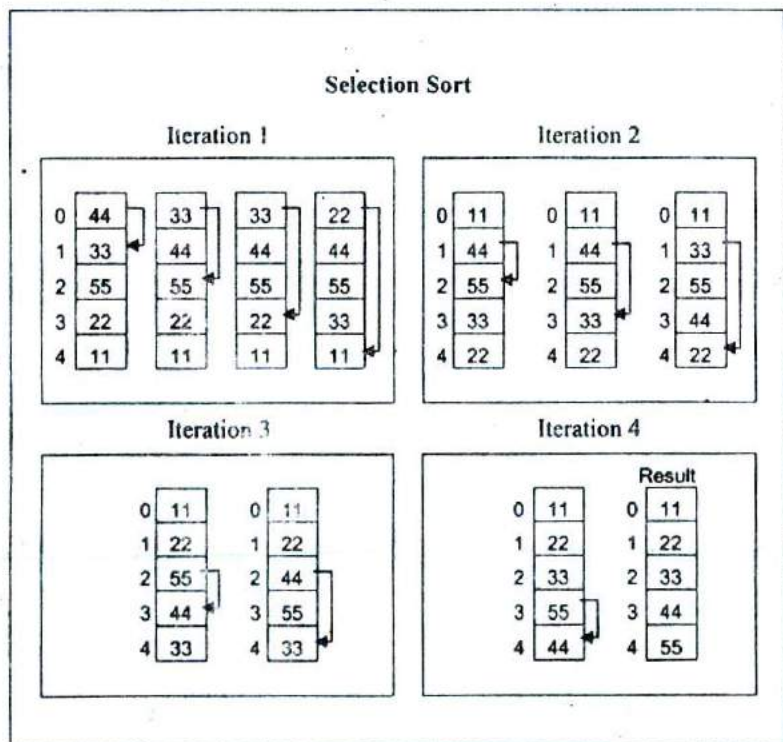 Selection Sort
Iteration 1
0 44 33 33 22
1 33 44 44 44
2 55 55 55 55
3 22 22 22 33
4 11 11 11 11
Iteration 2
0 11 0 11 0 11
1 44 1 44 1 33
2 55 2 55 2 55
3 33 3 33 3 44
4 22 4 22 4 22
Iteration 3
0 11 0 11
1 22 1 22
2 55 2 44
3 44 3 55
4 33 4 33
Iteration 4
Result
0 11 0 11
1 22 1 22
2 33 2 33
3 55 3 44
4 44 4 55